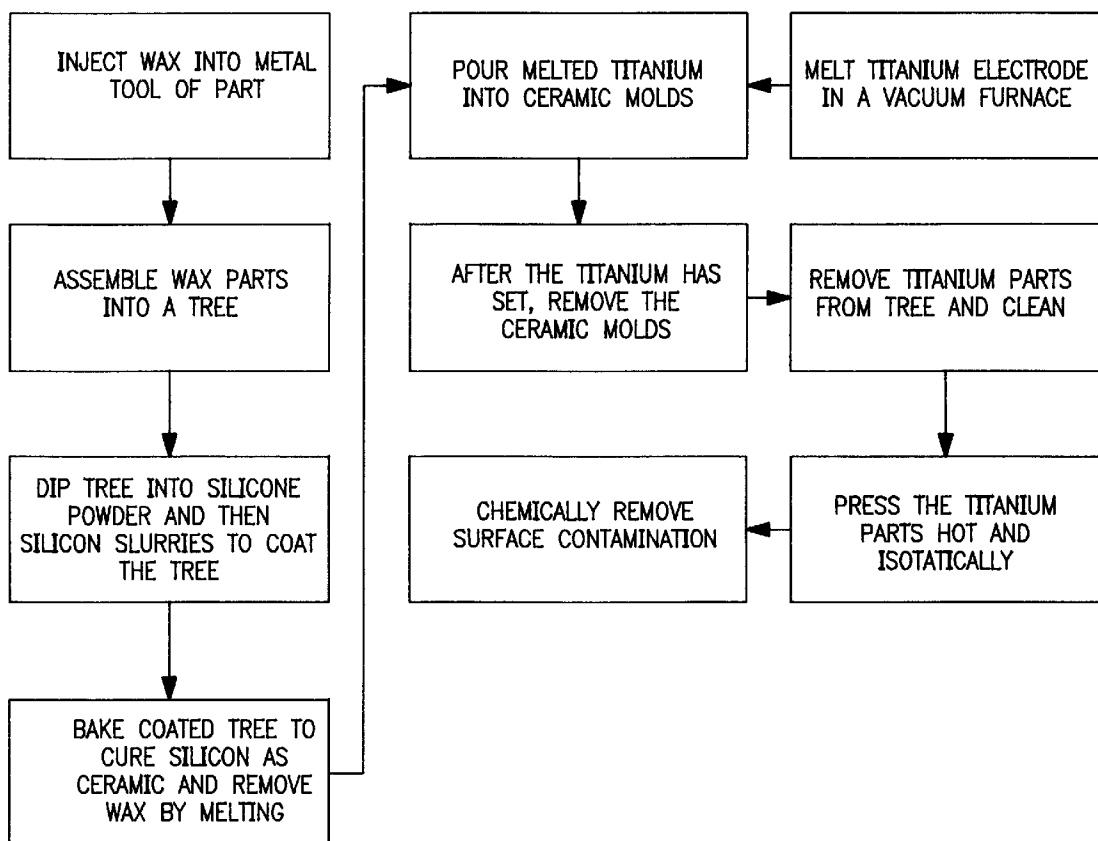 INJECT WAX INTO METAL
TOOL OF PART
ASSEMBLE WAX PARTS
INTO A TREE
DIP TREE INTO SILICONE
POWDER AND THEN
SILICON SLURRIES TO COAT
THE TREE
BAKE COATED TREE TO
CURE SILICON AS
CERAMIC AND REMOVE
WAX BY MELTING
POUR MELTED TITANIUM
INTO CERAMIC MOLDS
MELT TITANIUM ELECTRODE
IN A VACUUM FURNACE
AFTER THE TITANIUM HAS
SET, REMOVE THE
CERAMIC MOLDS
REMOVE TITANIUM PARTS
FROM TREE AND CLEAN
PRESS THE TITANIUM
PARTS HOT AND
ISOTATICALLY
CHEMICALLY REMOVE
SURFACE CONTAMINATION